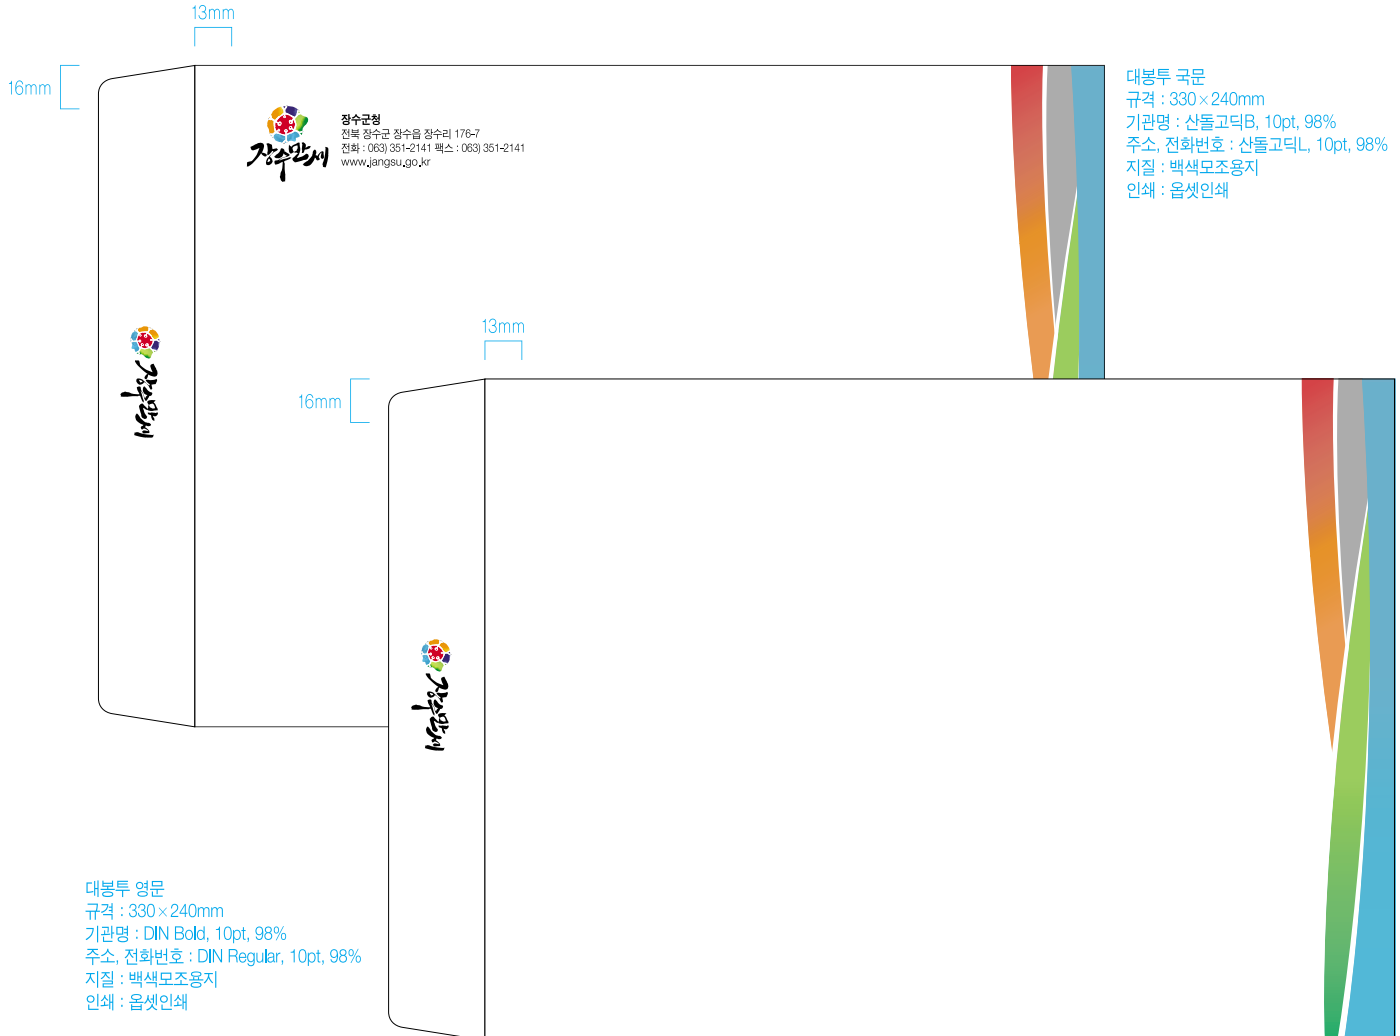 13mm
16mm
장수만세
장수군청
전북 장수군 장수읍 장수리 176-7
전화 : 063) 351-2141 팩스 : 063) 351-2141
www.jangsu.go.kr
대봉투 국문
규격 : 330×240mm
기관명 : 산돌고딕B, 10pt, 98%
주소, 전화번호 : 산돌고딕L, 10pt, 98%
지질 : 백색모조용지
인쇄 : 옵셋인쇄
장수만세
13mm
16mm
장수만세
대봉투 영문
규격 : 330×240mm
기관명 : DIN Bold, 10pt, 98%
주소, 전화번호 : DIN Regular, 10pt, 98%
지질 : 백색모조용지
인쇄 : 옵셋인쇄